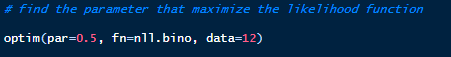 # find the parameter that maximize the likelihood function
optim(par=0.5, fn=nll.bino, data=12)